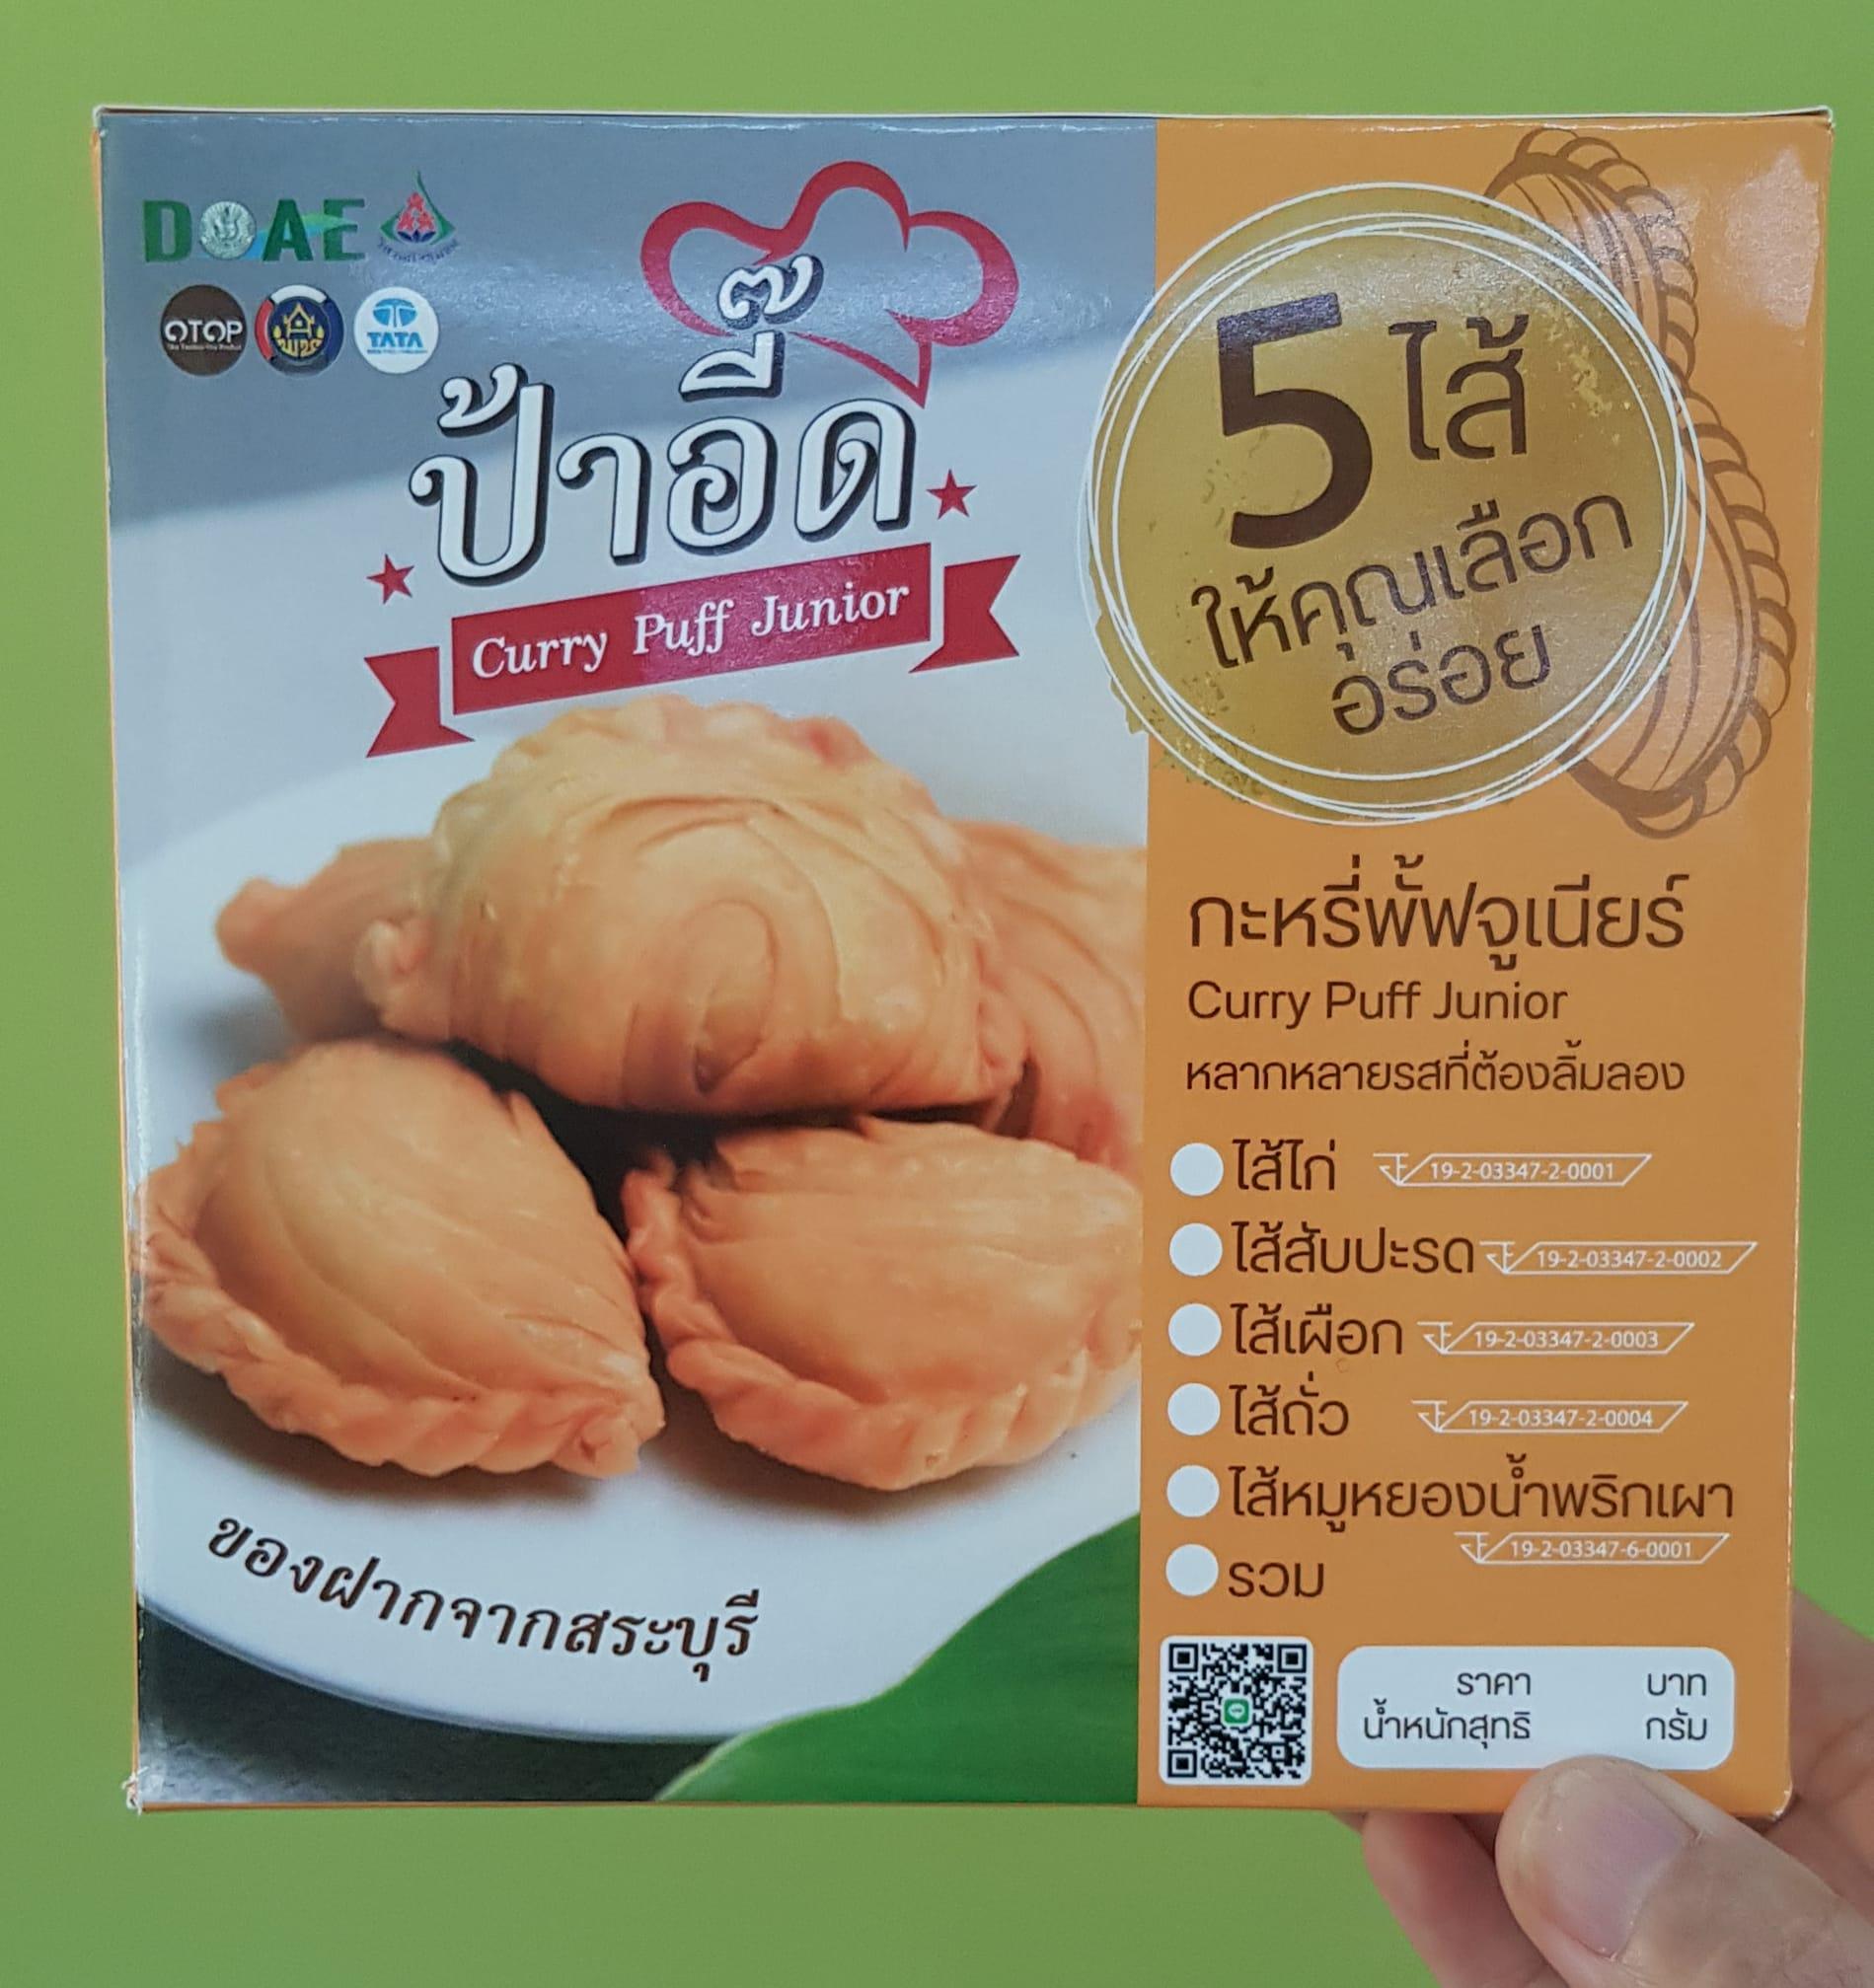 DOAE
OTOP
TATA
ป้าอี๊ด
Curry Puff Junior
5 ไส้
ให้คุณเลือก
อร่อย
กะหรี่พั้ฟจูเนียร์
Curry Puff Junior
หลากหลายรสที่ต้องลิ้มลอง
ไส้ไก่ 19-2-03347-2-0001
ไส้สับปะรด 19-2-03347-2-0002
ไส้เผือก 19-2-03347-2-0003
ไส้ถั่ว 19-2-03347-2-0004
ไส้หมูหยองน้ำพริกเผา
19-2-03347-6-0001
รวม
ของฝากจากสระบุรี
ราคา บาท
น้ำหนักสุทธิ กรัม